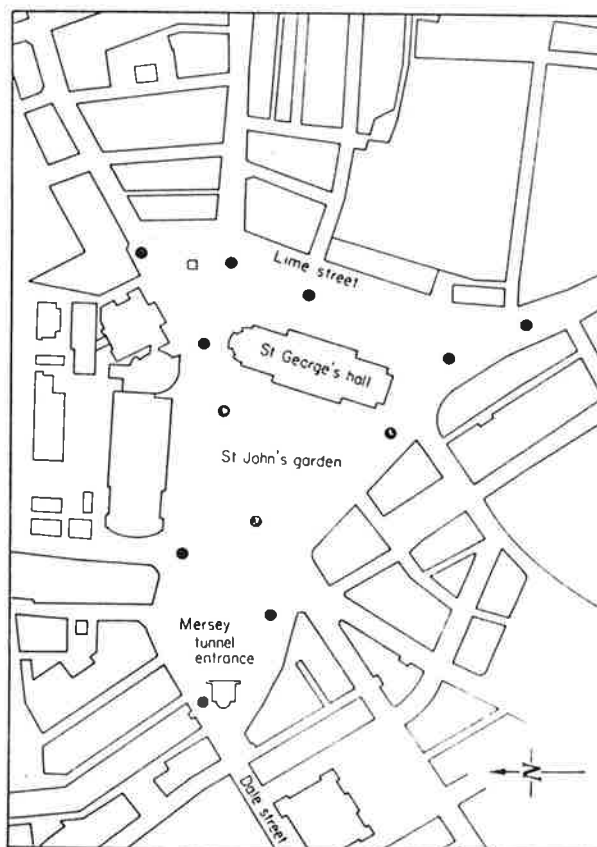 Lime street
St George's hall
St John's garden
Mersey
tunnel
entrance
N
Dale street